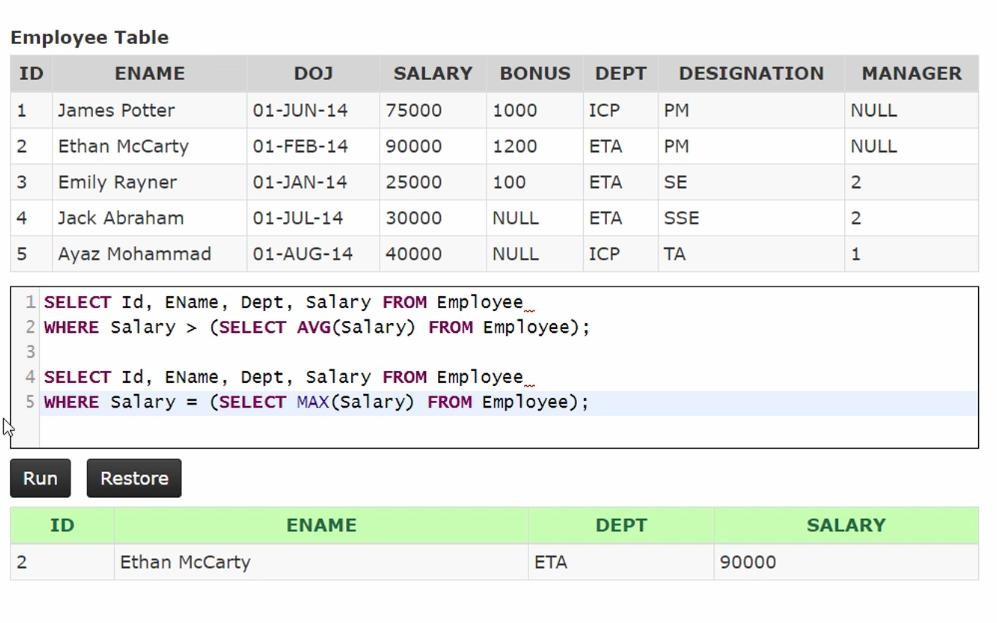 Employee Table
ID ENAME DOJ SALARY BONUS DEPT DESIGNATION MANAGER
1 James Potter 01-JUN-14 75000 1000 ICP PM NULL
2 Ethan McCarty 01-FEB-14 90000 1200 ETA PM NULL
3 Emily Rayner 01-JAN-14 25000 100 ETA SE 2
4 Jack Abraham 01-JUL-14 30000 NULL ETA SSE 2
5 Ayaz Mohammad 01-AUG-14 40000 NULL ICP TA 1
1 SELECT Id, EName, Dept, Salary FROM Employee
2 WHERE Salary > (SELECT AVG(Salary) FROM Employee);
3
4 SELECT Id, EName, Dept, Salary FROM Employee
5 WHERE Salary = (SELECT MAX(Salary) FROM Employee);
Run Restore
ID ENAME DEPT SALARY
2 Ethan McCarty ETA 90000